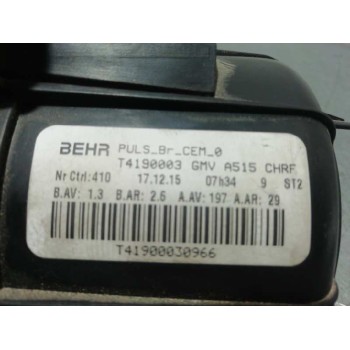 BEHR PULS_Br_CEM_0
T4190003 GMV A515 CHRF
Nr Ctrl:410 17.12.15 07h34 9 ST2
B.AV: 1.3 B.AR: 2.6 A.AV: 197 A.AR: 29
T41900030966